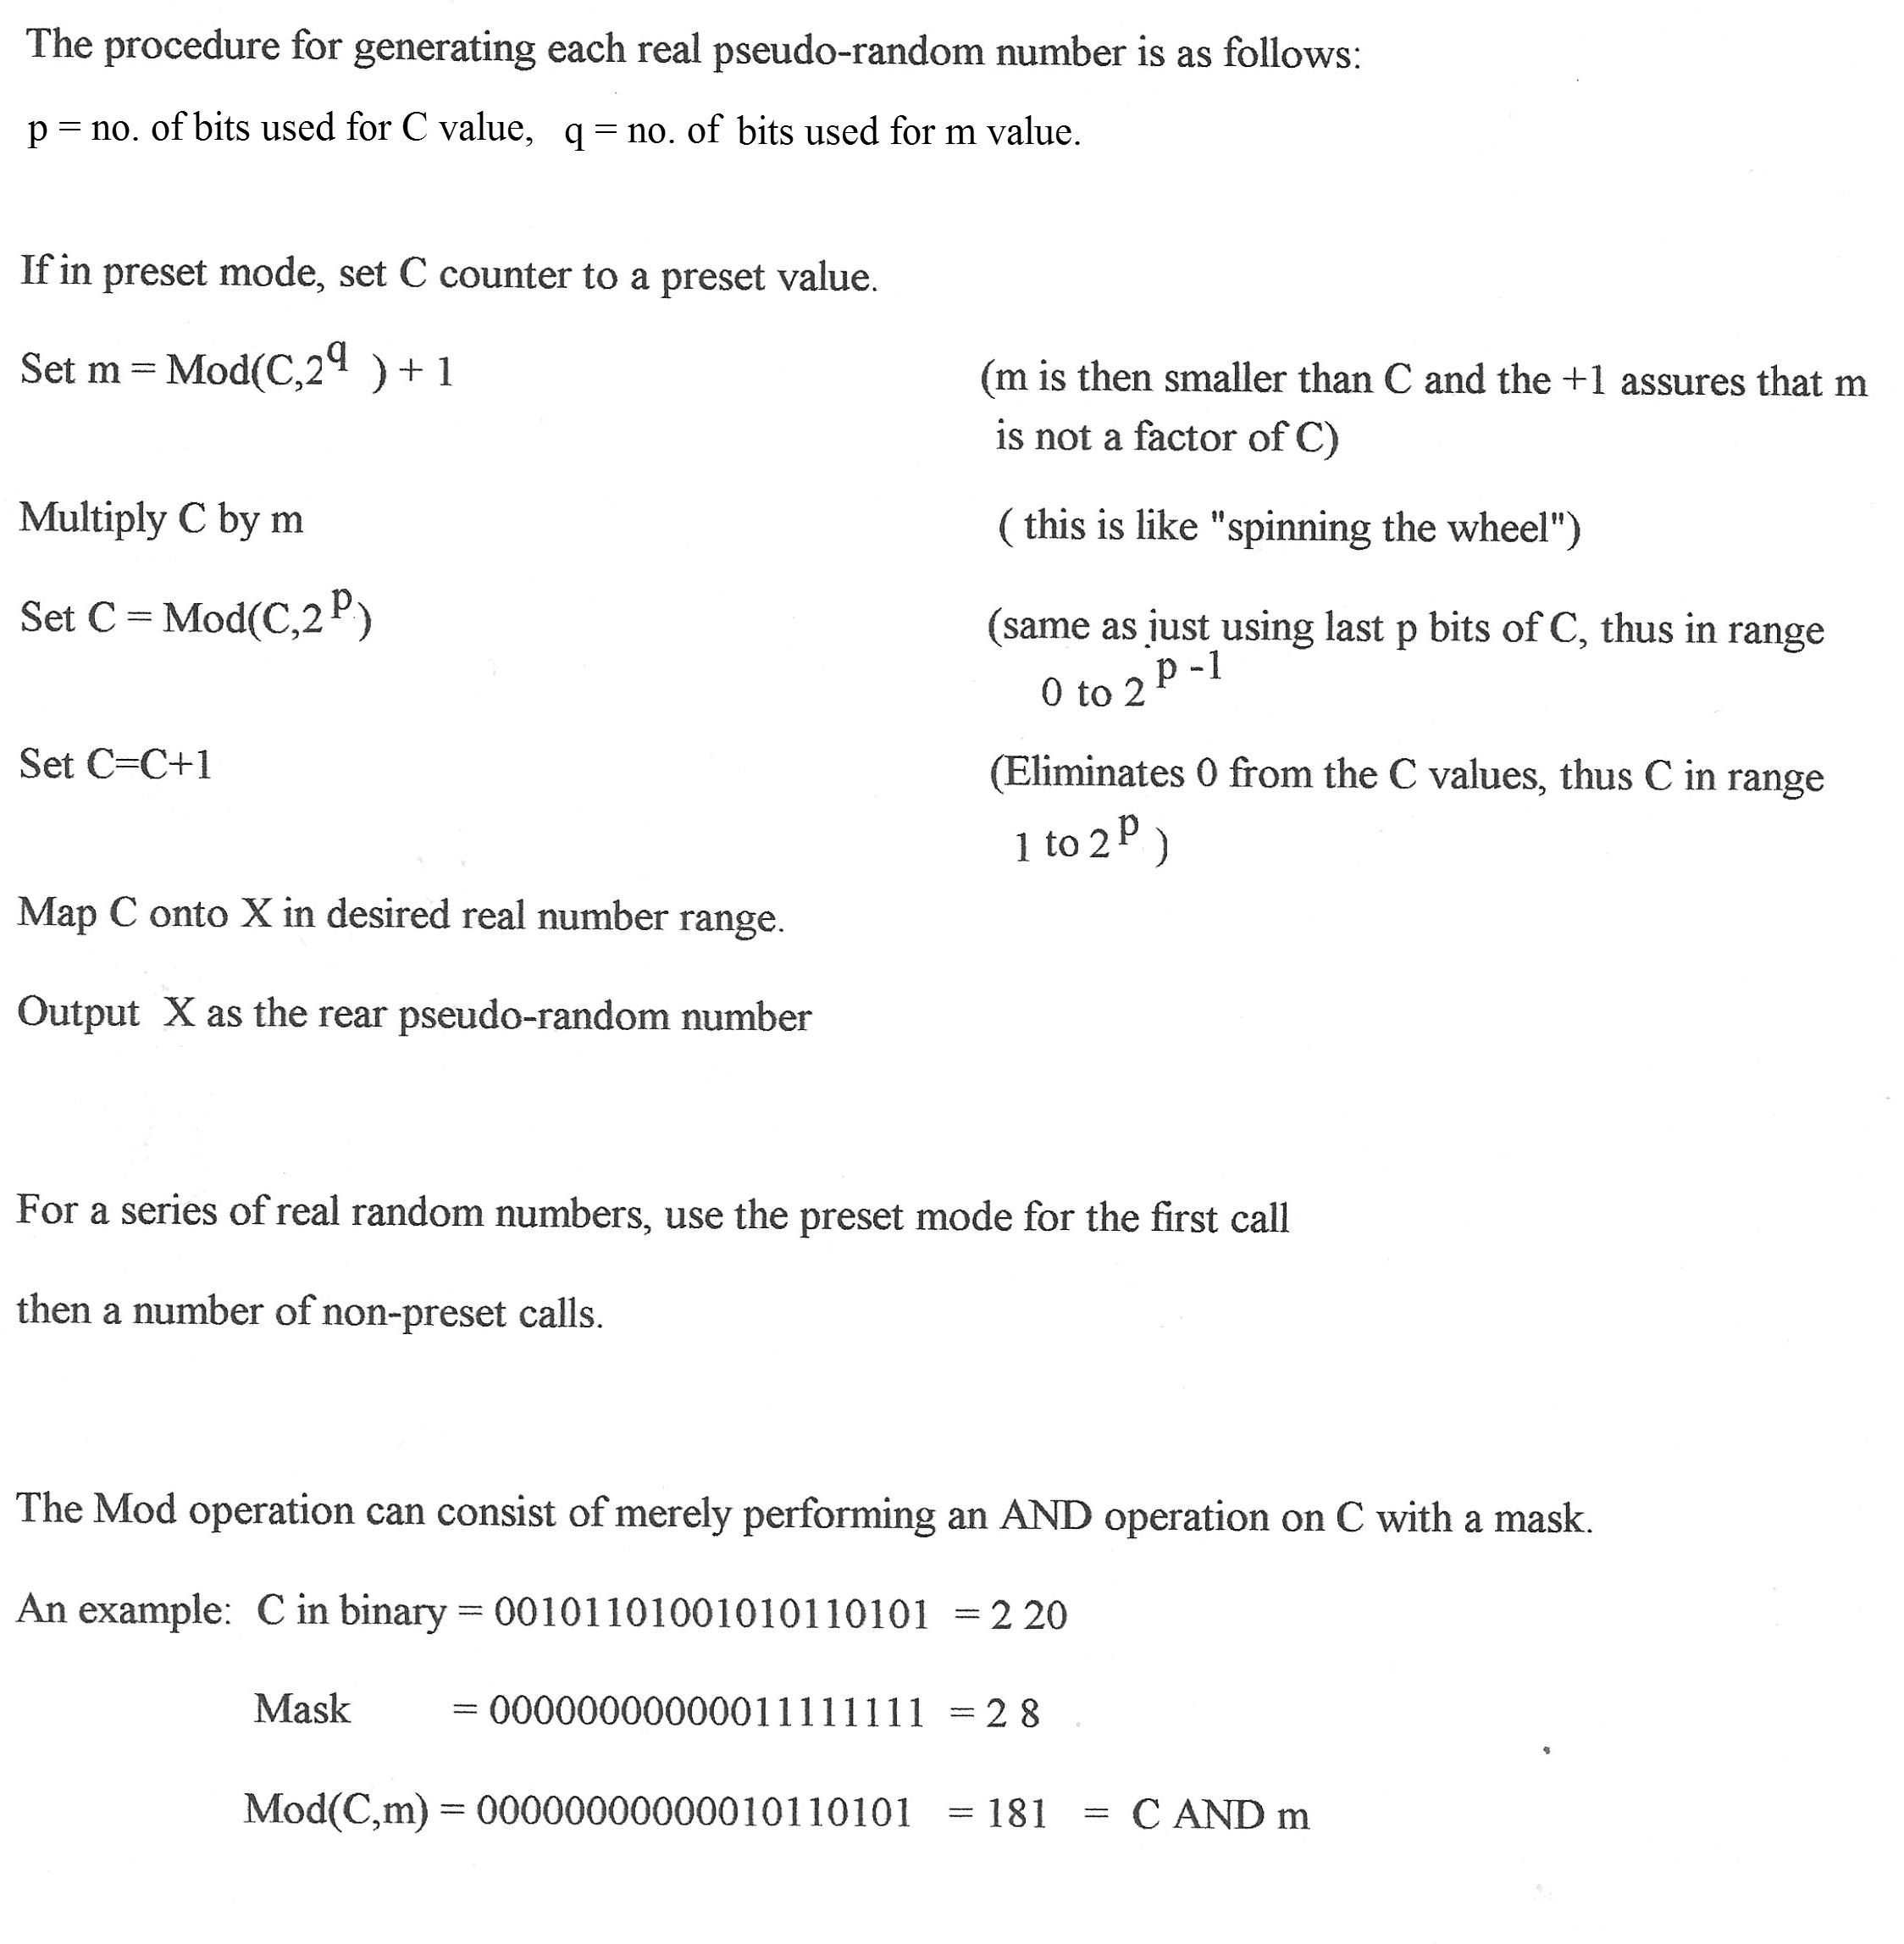 The procedure for generating each real pseudo-random number is as follows:
p = no. of bits used for C value, q = no. of bits used for m value.
If in preset mode, set C counter to a preset value.
Set m = Mod(C,2^q ) + 1 (m is then smaller than C and the +1 assures that m
is not a factor of C)
Multiply C by m ( this is like "spinning the wheel")
Set C = Mod(C,2^p) (same as just using last p bits of C, thus in range
0 to 2^p -1
Set C=C+1 (Eliminates 0 from the C values, thus C in range
1 to 2^p )
Map C onto X in desired real number range.
Output X as the rear pseudo-random number
For a series of real random numbers, use the preset mode for the first call
then a number of non-preset calls.
The Mod operation can consist of merely performing an AND operation on C with a mask.
An example: C in binary = 00101101001010110101 = 2 20
Mask = 00000000000011111111 = 2 8
Mod(C,m) = 00000000000010110101 = 181 = C AND m